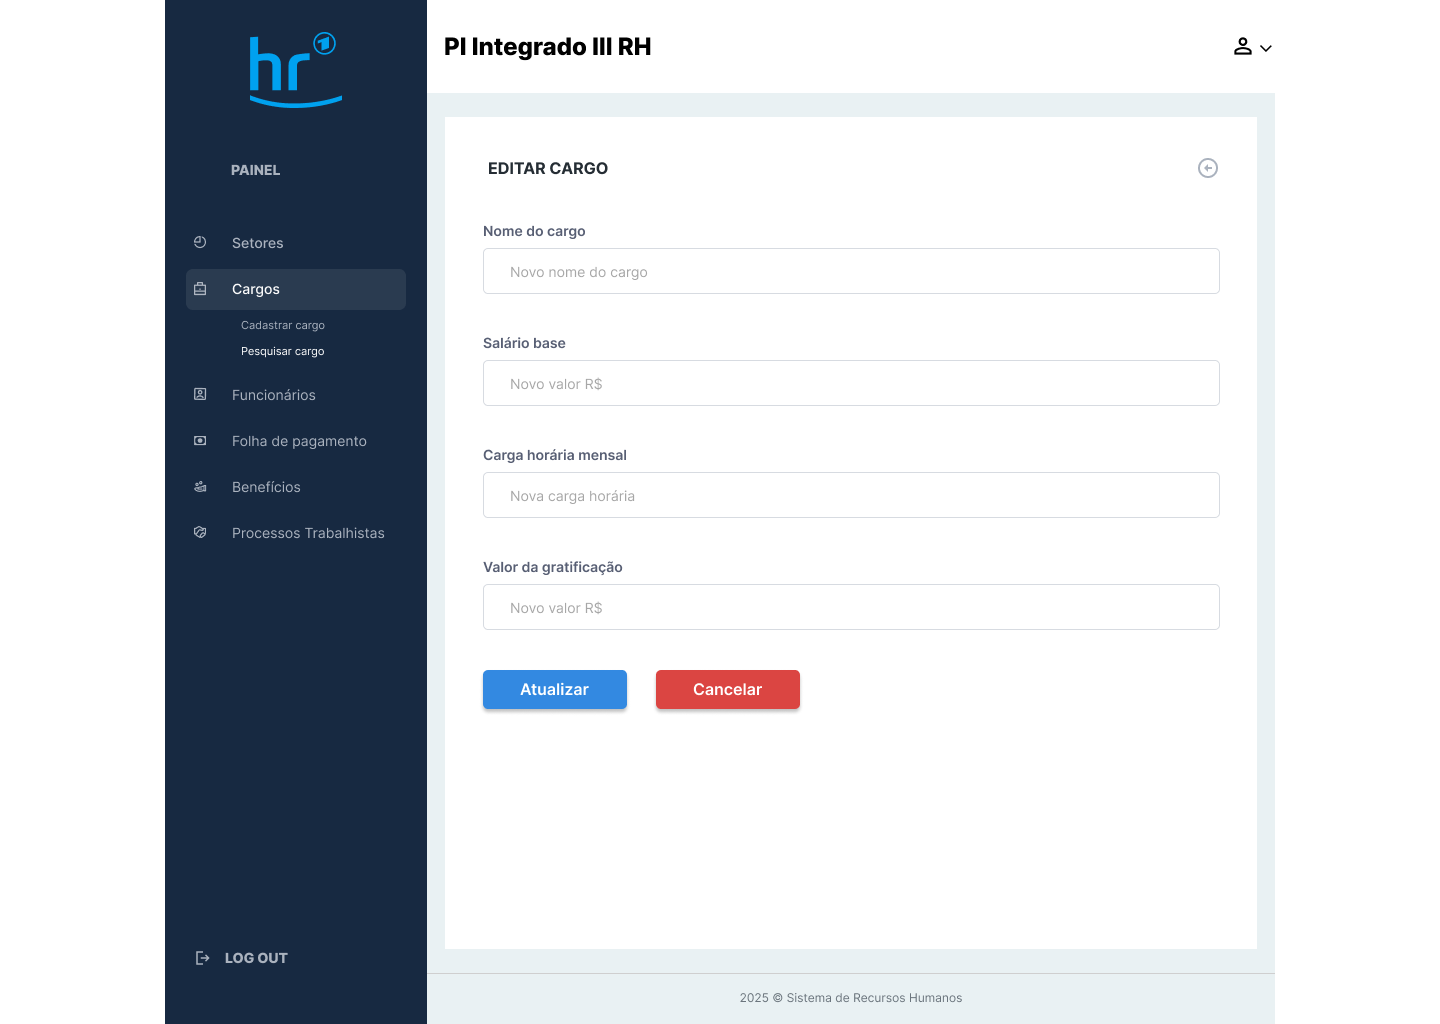 hr
PAINEL
Setores
Cargos
Cadastrar cargo
Pesquisar cargo
Funcionários
Folha de pagamento
Benefícios
Processos Trabalhistas
LOG OUT
PI Integrado III RH
EDITAR CARGO
Nome do cargo
Novo nome do cargo
Salário base
Novo valor R$
Carga horária mensal
Nova carga horária
Valor da gratificação
Novo valor R$
Atualizar
Cancelar
2025 © Sistema de Recursos Humanos